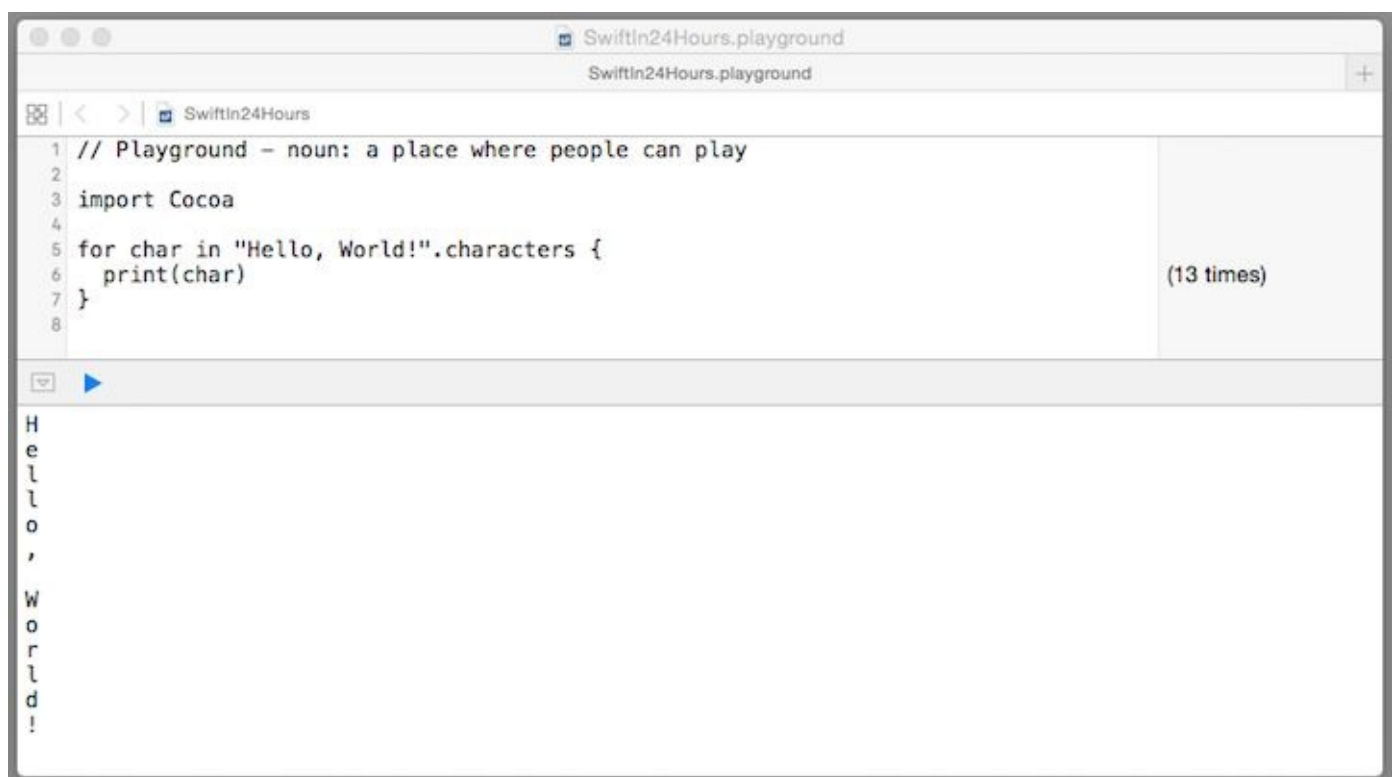 SwiftIn24Hours.playground
SwiftIn24Hours.playground
SwiftIn24Hours
1 // Playground – noun: a place where people can play
2
3 import Cocoa
4
5 for char in "Hello, World!".characters {
6   print(char) (13 times)
7 }
8
H
e
l
l
o
,

W
o
r
l
d
!